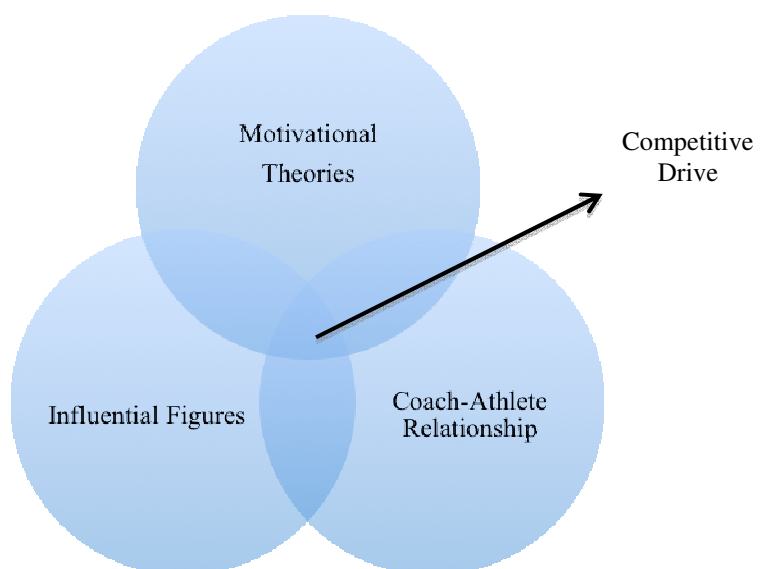 Motivational
Theories
Competitive
Drive
Influential Figures
Coach-Athlete
Relationship